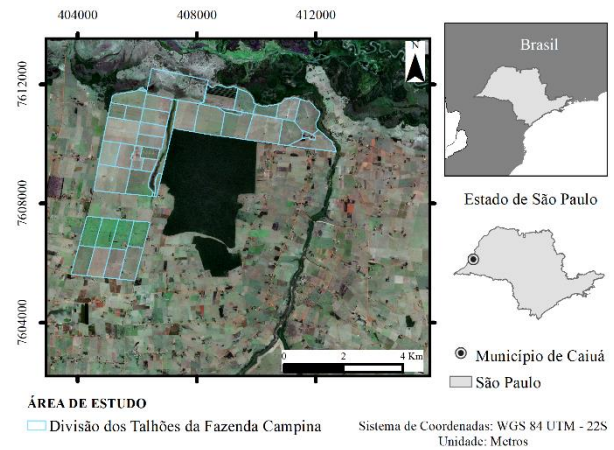 404000 408000 412000
7612000
7608000
7604000
0 2 4 Km
Brasil
Estado de São Paulo
Município de Caiuá
São Paulo
ÁREA DE ESTUDO
Divisão dos Talhões da Fazenda Campina
Sistema de Coordenadas: WGS 84 UTM - 22S
Unidade: Metros